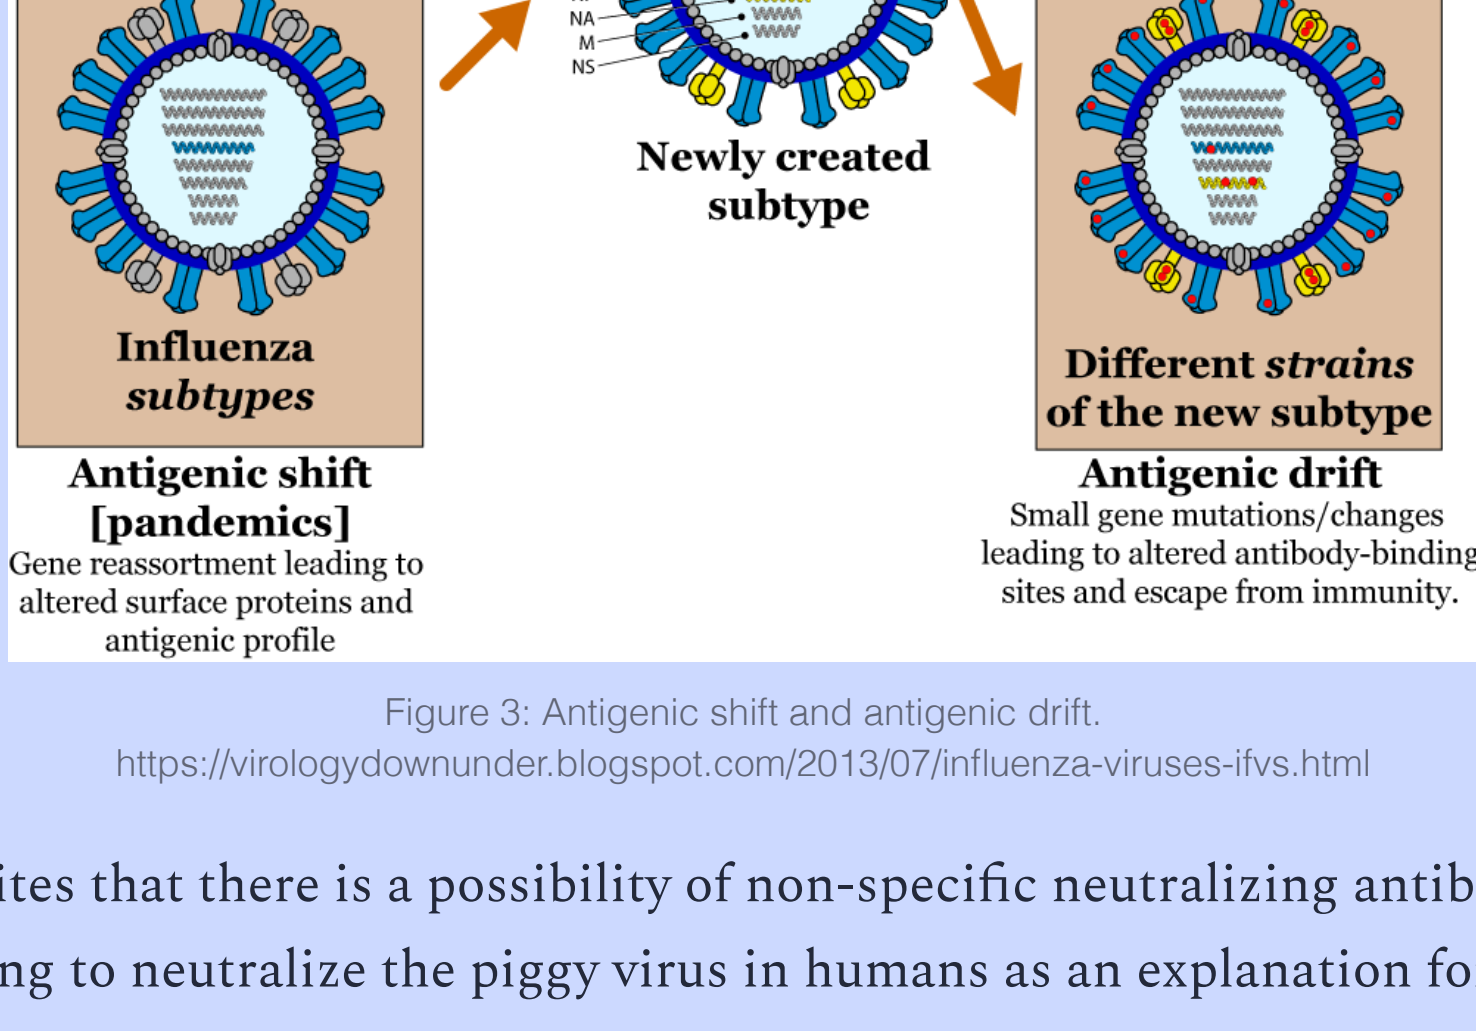 NA
M
NS
Newly created
subtype
Influenza
subtypes
Different strains
of the new subtype
Antigenic shift
[pandemics]
Gene reassortment leading to
altered surface proteins and
antigenic profile
Antigenic drift
Small gene mutations/changes
leading to altered antibody-binding
sites and escape from immunity.
Figure 3: Antigenic shift and antigenic drift.
https://virologydownunder.blogspot.com/2013/07/influenza-viruses-ifvs.html
ites that there is a possibility of non-specific neutralizing antib
ng to neutralize the piggy virus in humans as an explanation fo